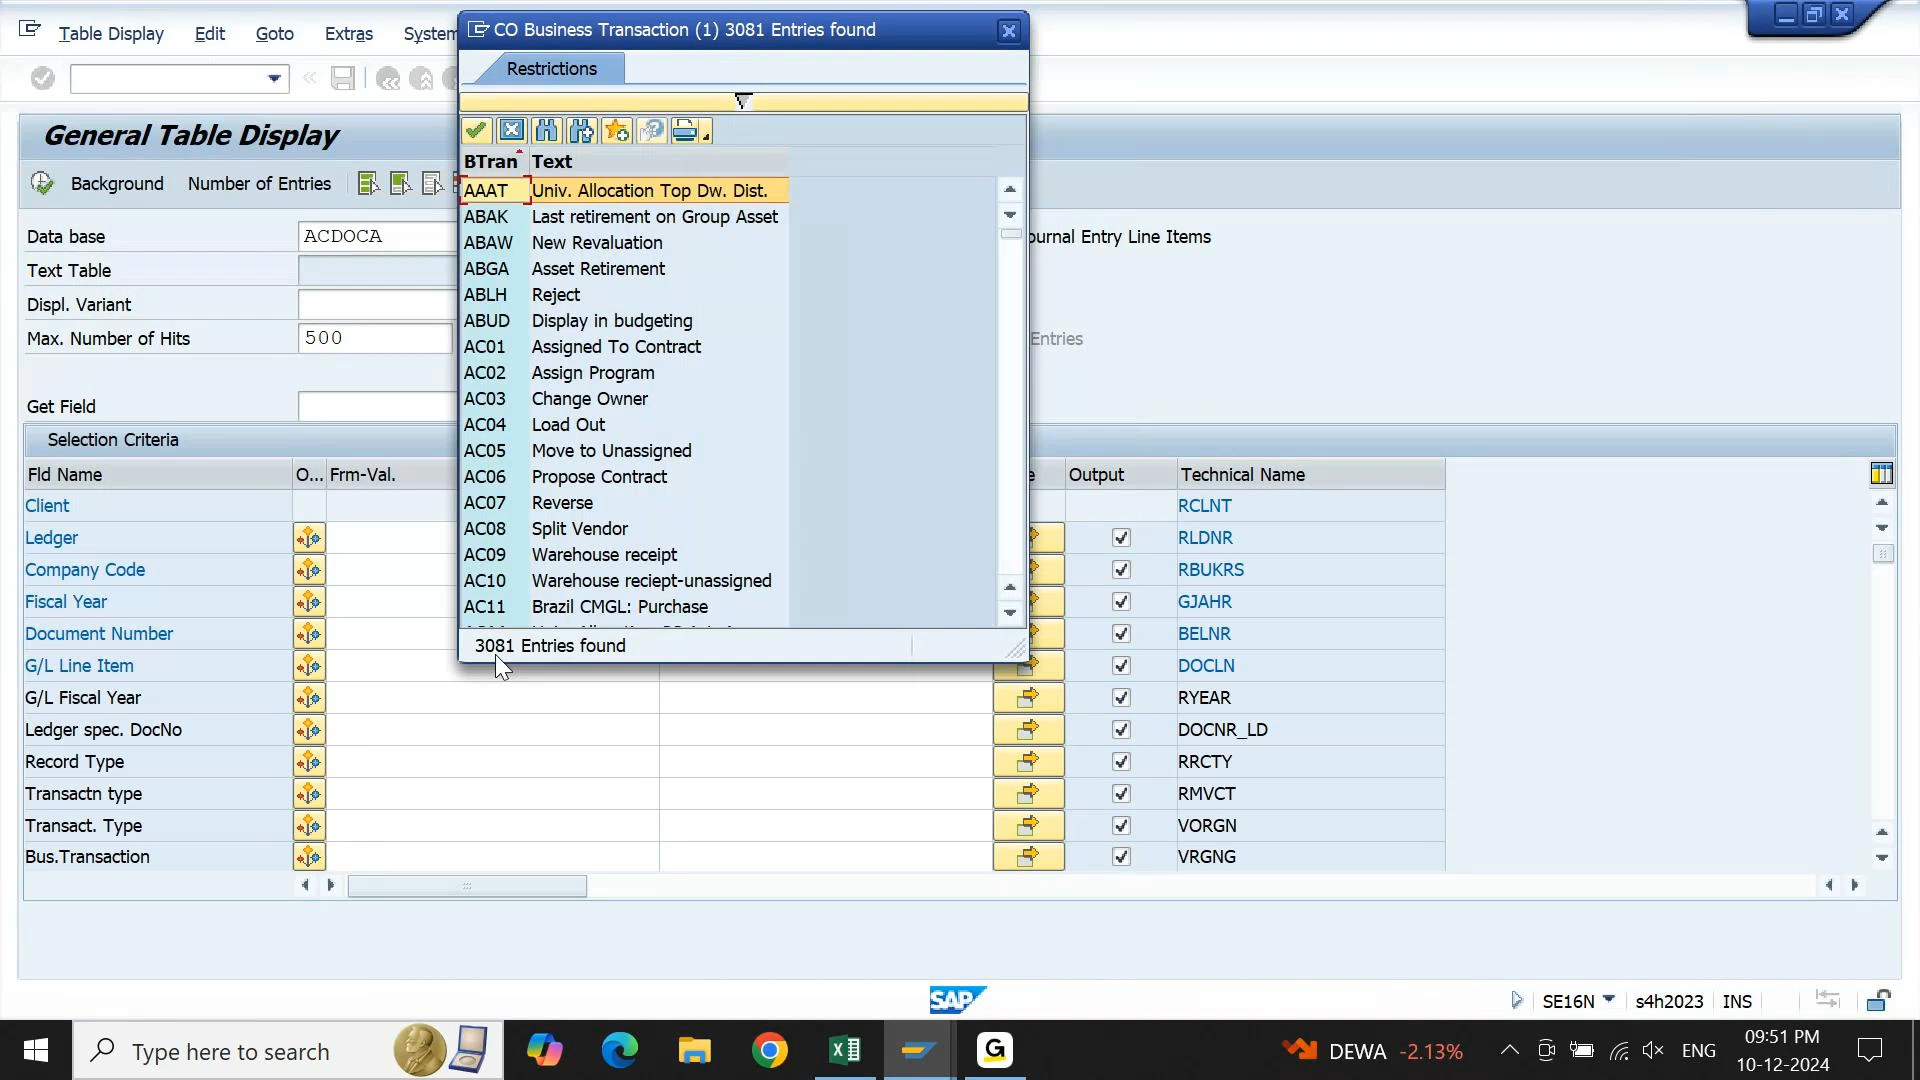 Table Display Edit Goto Extras System
CO Business Transaction (1) 3081 Entries found
Restrictions
General Table Display
Background Number of Entries
Data base ACDOCA
Text Table
Displ. Variant
Max. Number of Hits 500
Get Field
BTran Text
AAAT Univ. Allocation Top Dw. Dist.
ABAK Last retirement on Group Asset
ABAW New Revaluation
ABGA Asset Retirement
ABLH Reject
ABUD Display in budgeting
AC01 Assigned To Contract
AC02 Assign Program
AC03 Change Owner
AC04 Load Out
AC05 Move to Unassigned
AC06 Propose Contract
AC07 Reverse
AC08 Split Vendor
AC09 Warehouse receipt
AC10 Warehouse reciept-unassigned
AC11 Brazil CMGL: Purchase
3081 Entries found
ournal Entry Line Items
Entries
Selection Criteria
Fld Name O... Frm-Val. e Output Technical Name
Client RCLNT
Ledger RLDNR
Company Code RBUKRS
Fiscal Year GJAHR
Document Number BELNR
G/L Line Item DOCLN
G/L Fiscal Year RYEAR
Ledger spec. DocNo DOCNR_LD
Record Type RRCTY
Transactn type RMVCT
Transact. Type VORGN
Bus.Transaction VRGNG
SAP SE16N s4h2023 INS
Type here to search G DEWA -2.13% ENG 09:51 PM
10-12-2024